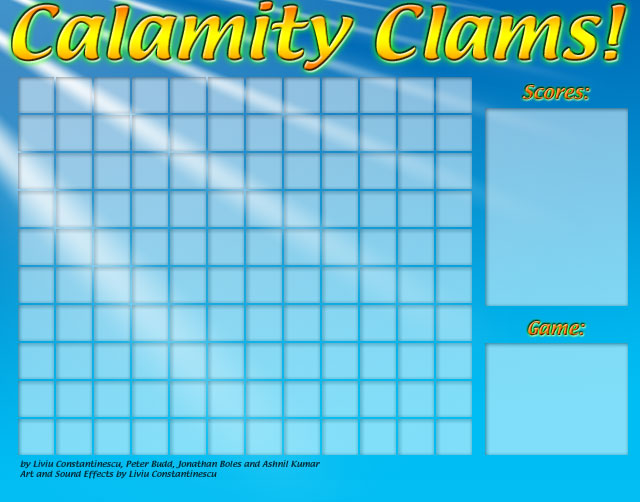 Calamity Clams!
Scores:
Game:
by Liviu Constantinescu, Peter Budd, Jonathan Boles and Ashnil Kumar
Art and Sound Effects by Liviu Constantinescu